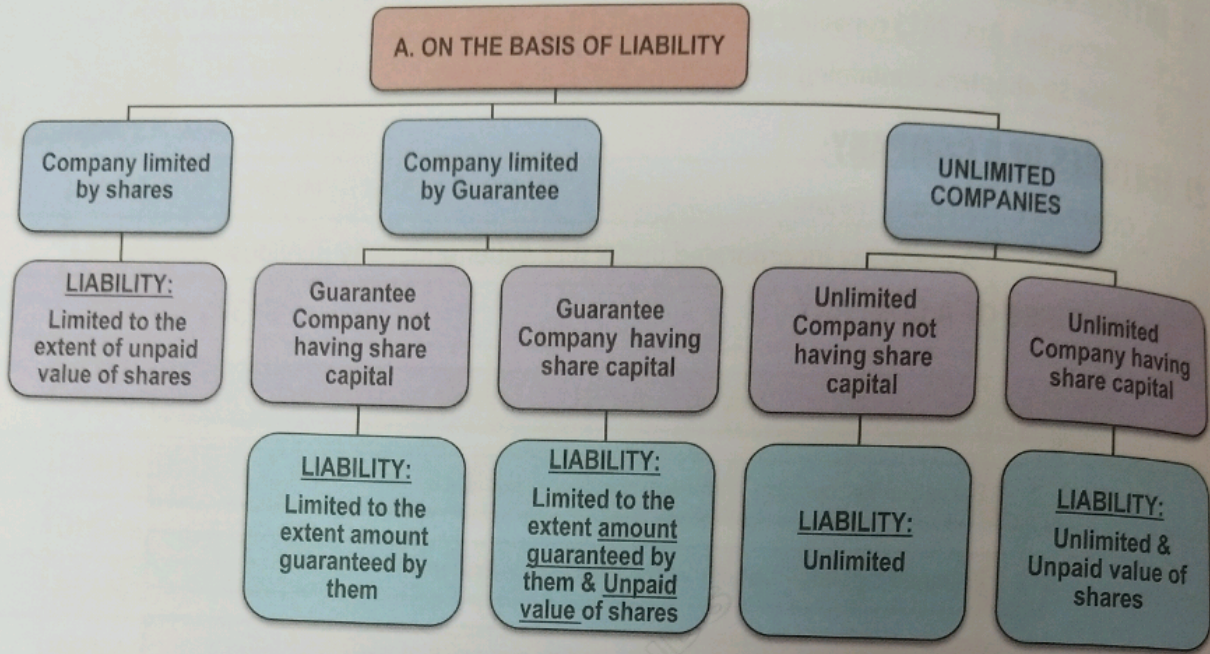 A. ON THE BASIS OF LIABILITY
Company limited
by shares
Company limited
by Guarantee
UNLIMITED
COMPANIES
LIABILITY:
Limited to the
extent of unpaid
value of shares
Guarantee
Company not
having share
capital
Guarantee
Company having
share capital
Unlimited
Company not
having share
capital
Unlimited
Company having
share capital
LIABILITY:
Limited to the
extent amount
guaranteed by
them
LIABILITY:
Limited to the
extent amount
guaranteed by
them & Unpaid
value of shares
LIABILITY:
Unlimited
LIABILITY:
Unlimited &
Unpaid value of
shares